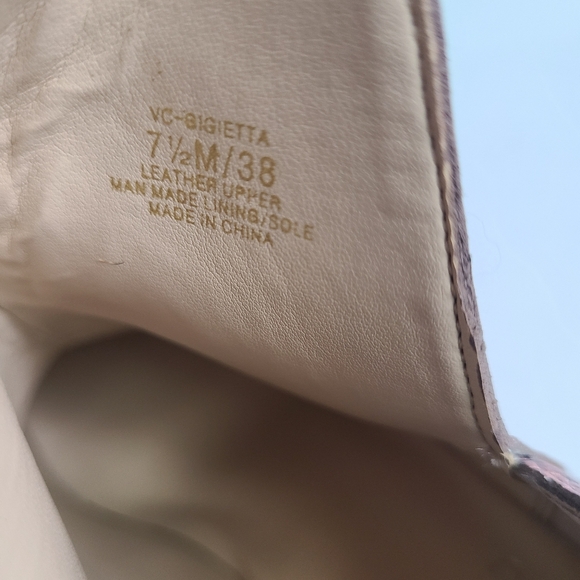 VC-GIGIETTA
7½M/38
LEATHER UPPER
MAN MADE LINING/SOLE
MADE IN CHINA